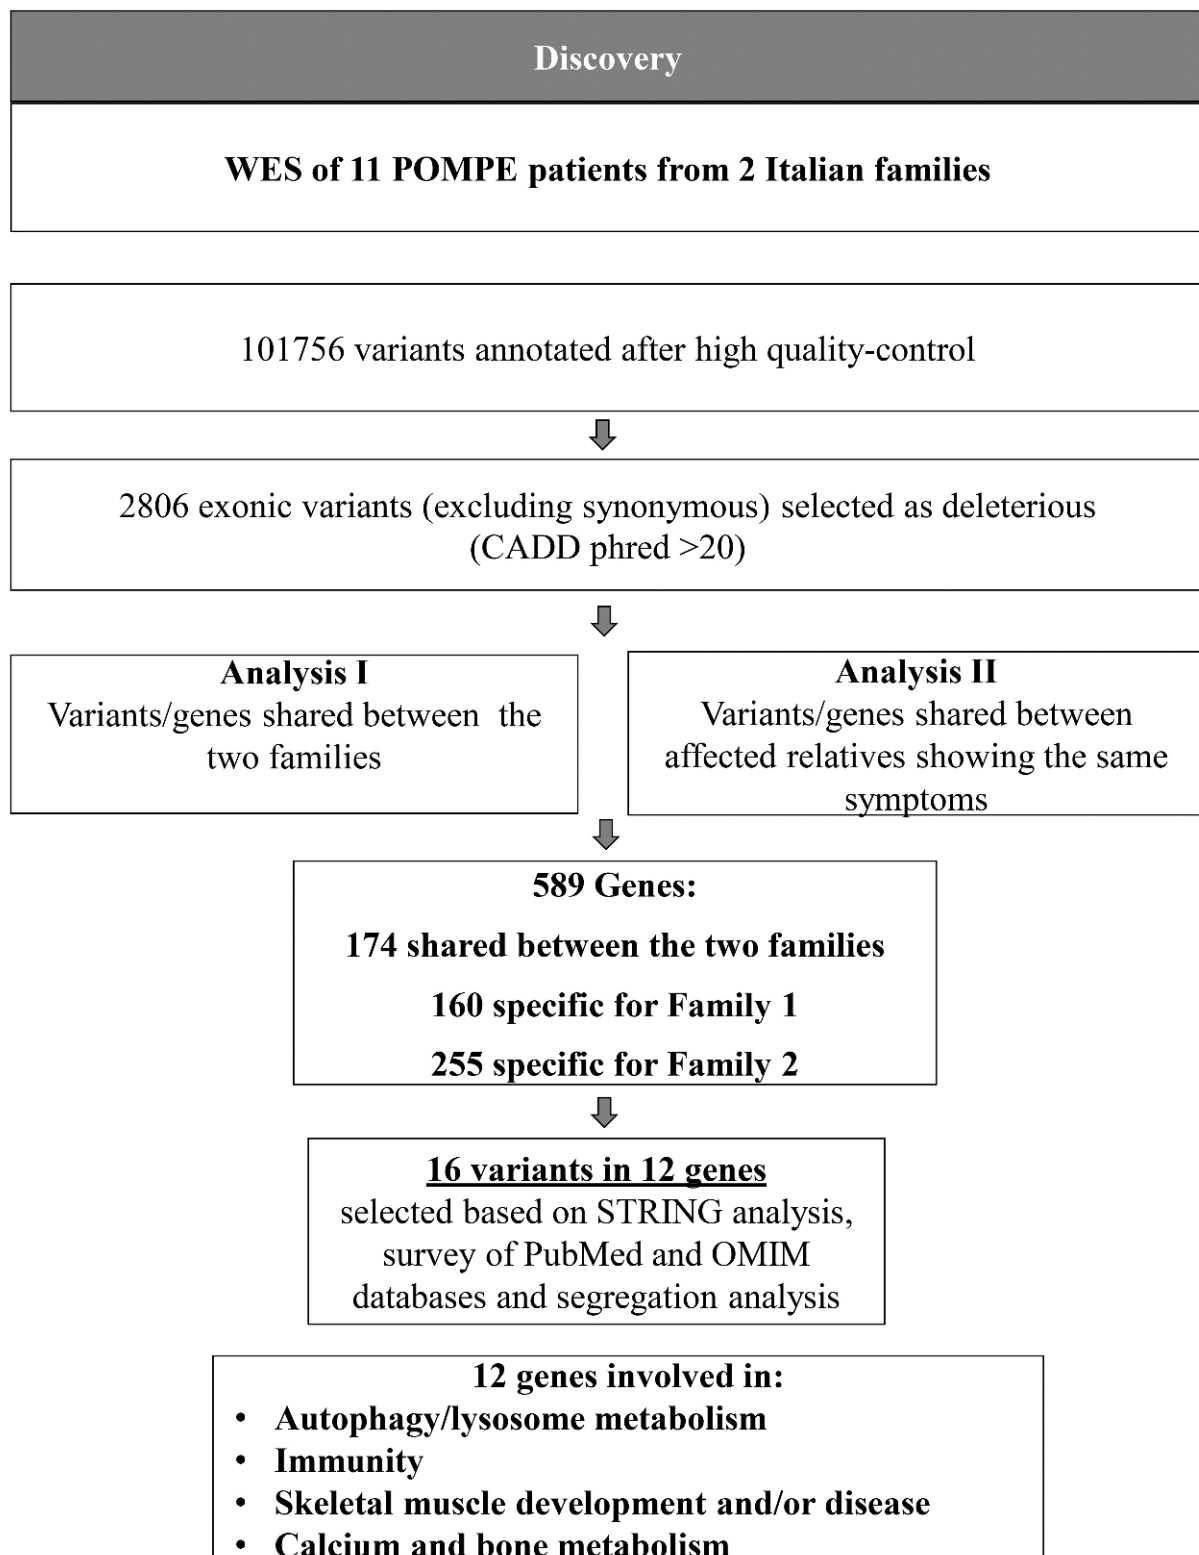 Discovery
WES of 11 POMPE patients from 2 Italian families
101756 variants annotated after high quality-control
2806 exonic variants (excluding synonymous) selected as deleterious
(CADD phred >20)
Analysis I
Variants/genes shared between the
two families
Analysis II
Variants/genes shared between
affected relatives showing the same
symptoms
589 Genes:
174 shared between the two families
160 specific for Family 1
255 specific for Family 2
16 variants in 12 genes
selected based on STRING analysis,
survey of PubMed and OMIM
databases and segregation analysis
12 genes involved in:
• Autophagy/lysosome metabolism
• Immunity
• Skeletal muscle development and/or disease
• Calcium and bone metabolism